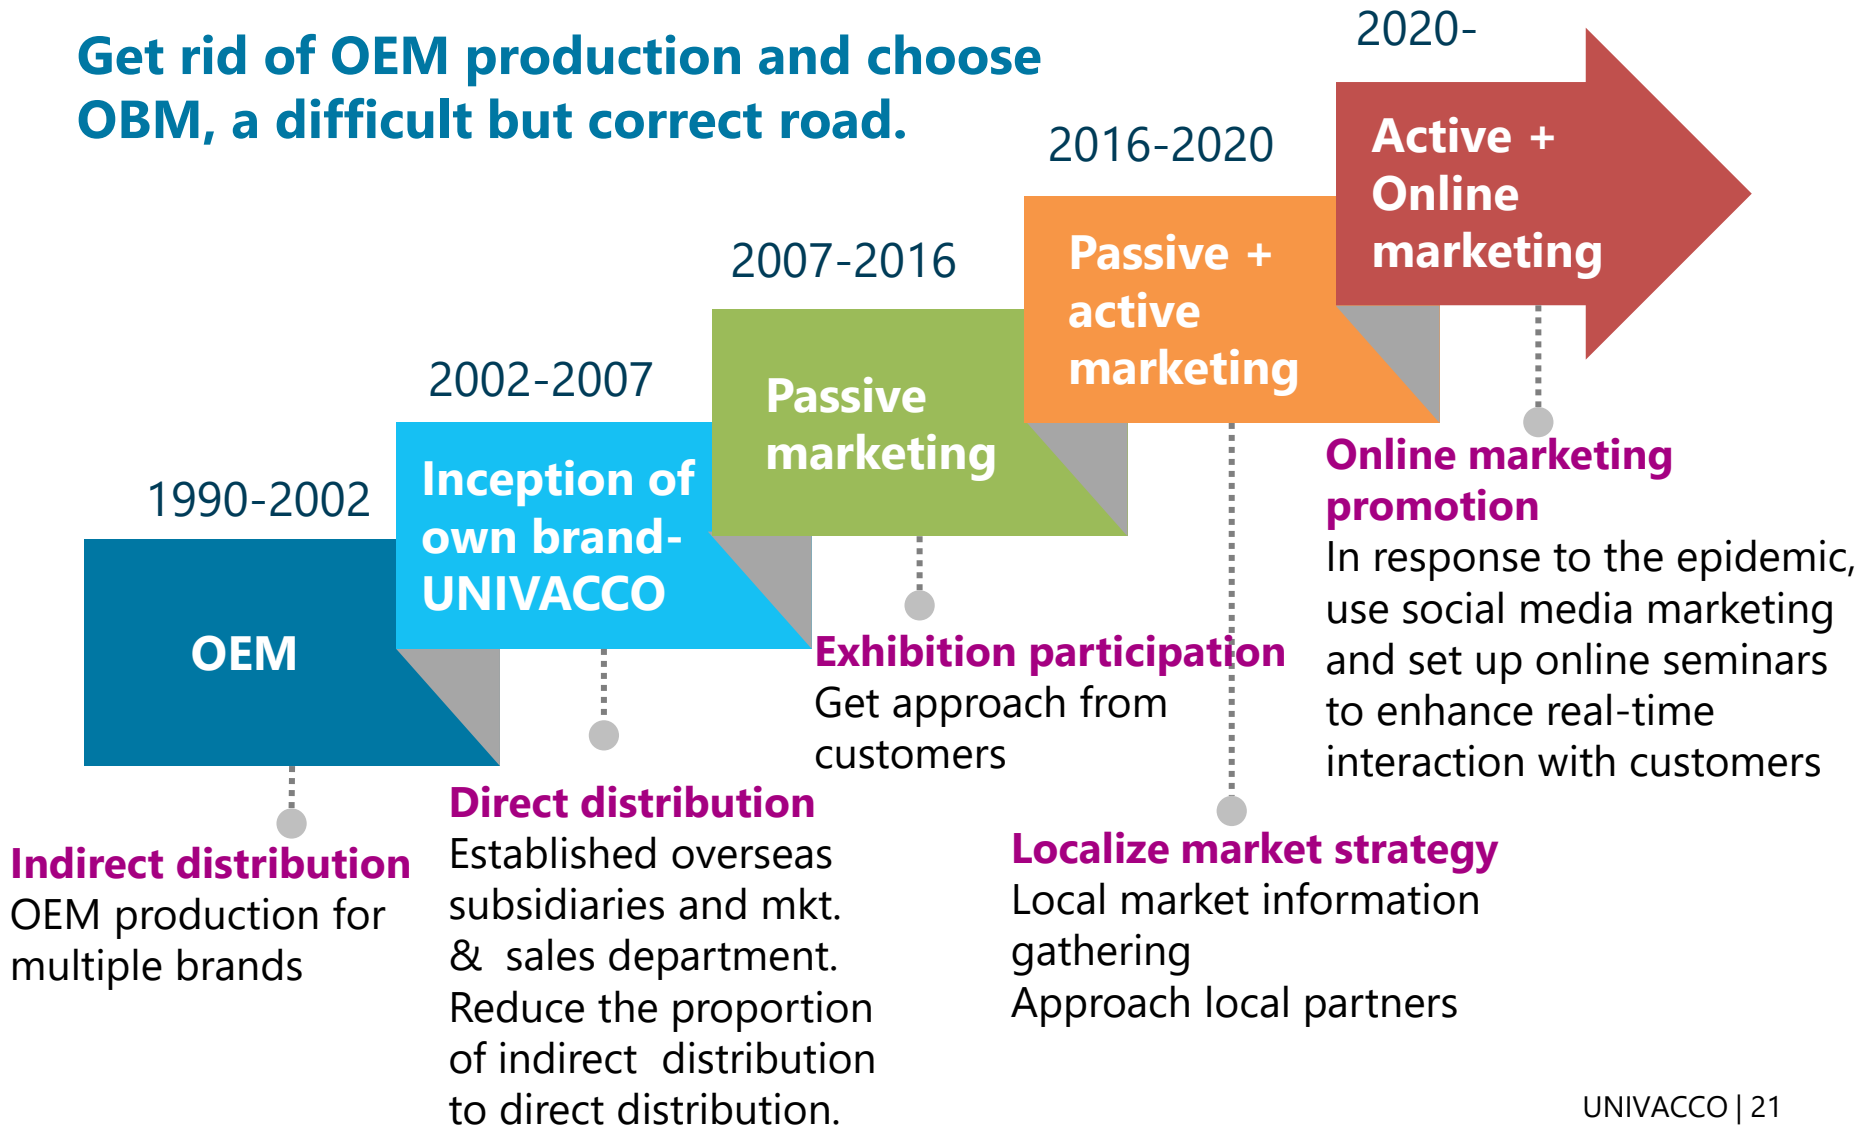 Get rid of OEM production and choose
OBM, a difficult but correct road.
1990-2002
OEM
Indirect distribution
OEM production for
multiple brands
2002-2007
Inception of
own brand-
UNIVACCO
Direct distribution
Established overseas
subsidiaries and mkt.
&  sales department.
Reduce the proportion
of indirect  distribution
to direct distribution.
2007-2016
Passive
marketing
Exhibition participation
Get approach from
customers
2016-2020
Passive +
active
marketing
Localize market strategy
Local market information
gathering
Approach local partners
2020-
Active +
Online
marketing
Online marketing
promotion
In response to the epidemic,
use social media marketing
and set up online seminars
to enhance real-time
interaction with customers
UNIVACCO | 21